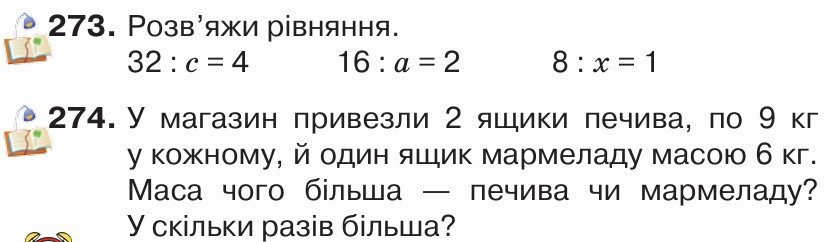 273. Розв’яжи рівняння.
32 : c = 4 16 : a = 2 8 : x = 1
274. У магазин привезли 2 ящики печива, по 9 кг
у кожному, й один ящик мармеладу масою 6 кг.
Маса чого більша — печива чи мармеладу?
У скільки разів більша?